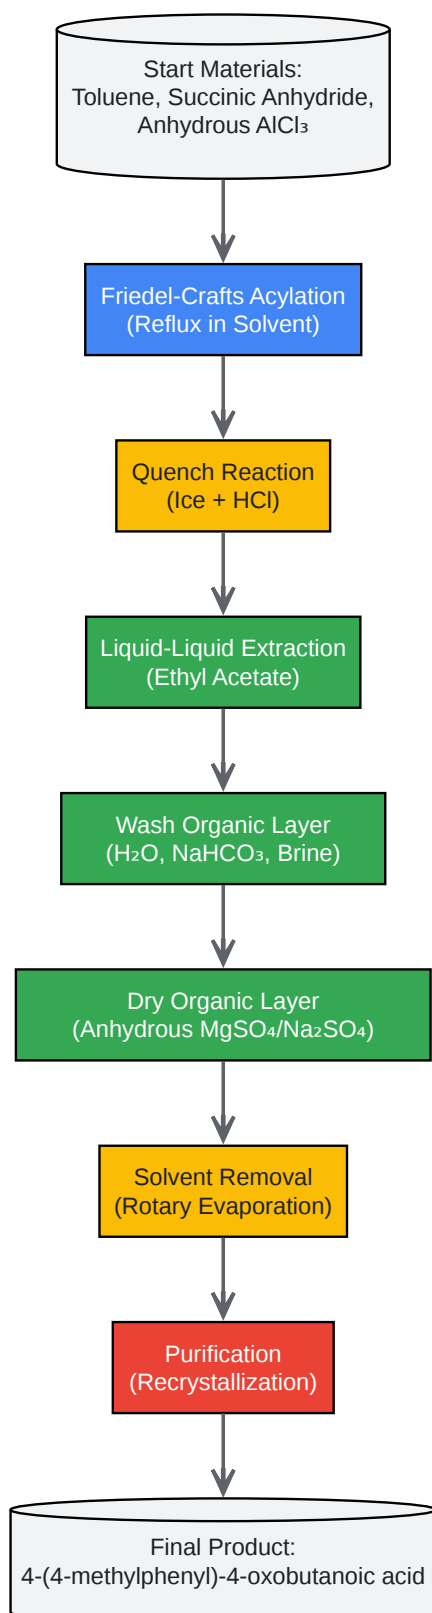 Start Materials:
Toluene, Succinic Anhydride,
Anhydrous AlCl₃
Friedel-Crafts Acylation
(Reflux in Solvent)
Quench Reaction
(Ice + HCl)
Liquid-Liquid Extraction
(Ethyl Acetate)
Wash Organic Layer
(H₂O, NaHCO₃, Brine)
Dry Organic Layer
(Anhydrous MgSO₄/Na₂SO₄)
Solvent Removal
(Rotary Evaporation)
Purification
(Recrystallization)
Final Product:
4-(4-methylphenyl)-4-oxobutanoic acid